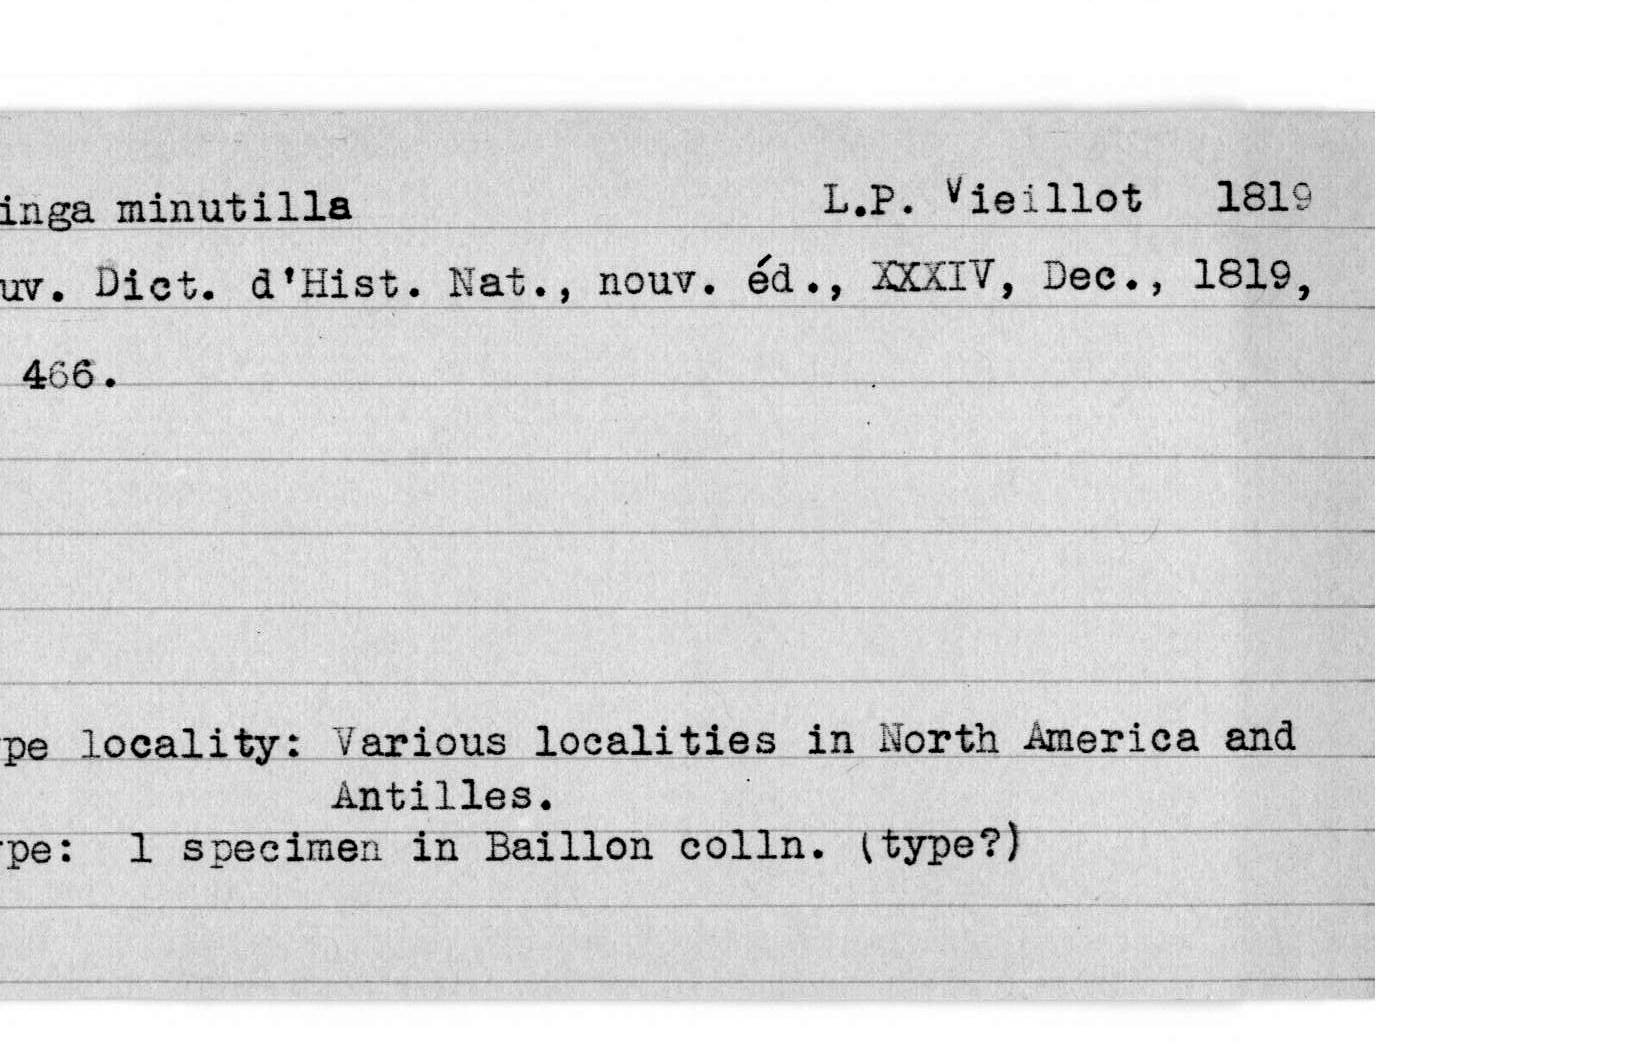 inga minutilla L.P. Vieillot 1819
uv. Dict. d'Hist. Nat., nouv. éd., XXXIV, Dec., 1819,
466.
pe locality: Various localities in North America and
Antilles.
pe: 1 specimen in Baillon colln. (type?)